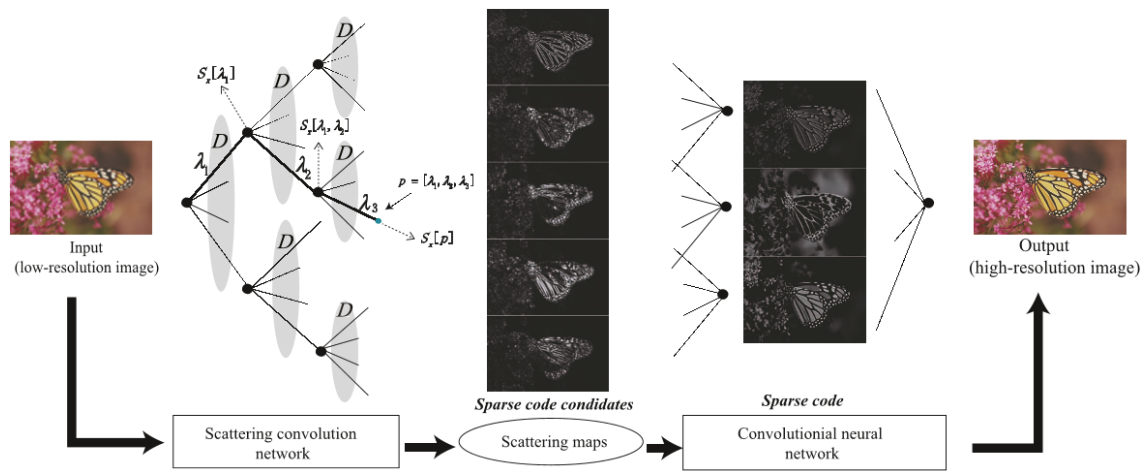 D
D
D
S_x[λ_1]
D
λ_1
S_x[λ_1, λ_2]
λ_2
D
λ_3
p = [λ_1, λ_2, λ_3]
S_x[p]
D
D
Input
(low-resolution image)
Output
(high-resolution image)
Sparse code candidates
Sparse code
Scattering convolution
network
Scattering maps
Convolutionial neural
network